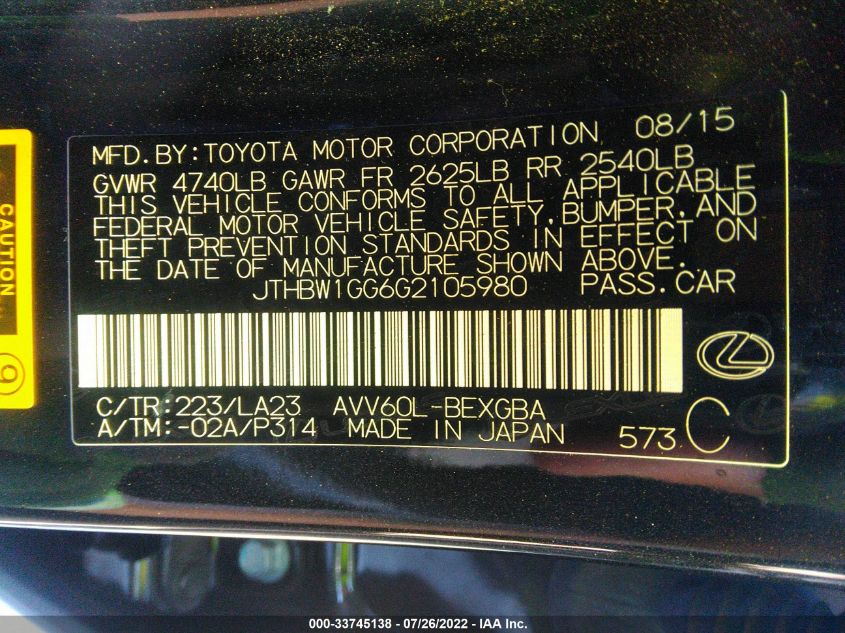 MFD.BY:TOYOTA MOTOR CORPORATION 08/15
GVWR 4740LB GAWR FR 2625LB RR 2540LB
THIS VEHICLE CONFORMS TO ALL APPLICABLE
FEDERAL MOTOR VEHICLE SAFETY,BUMPER,AND
THEFT PREVENTION STANDARDS IN EFFECT ON
THE DATE OF MANUFACTURE SHOWN ABOVE.
JTHBW1GG6G2105980 PASS.CAR
C/TR:223/LA23 AVV60L-BEXGBA
A/TM:-02A/P314 MADE IN JAPAN 573 C
CAUTION
9
000-33745138 - 07/26/2022 - IAA Inc.